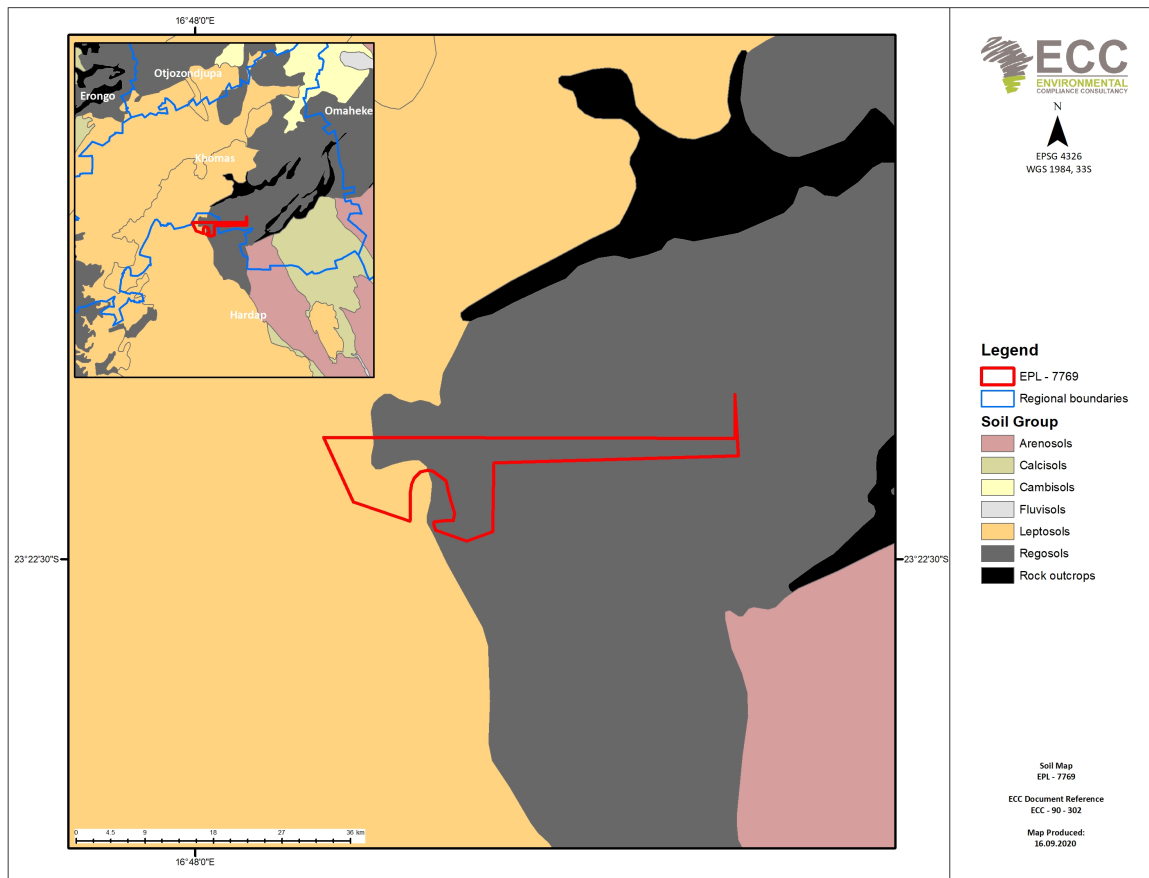 16°48'0"E
Otjozondjupa
Erongo
Omaheke
Khomas
Hardap
23°22'30"S
23°22'30"S
0 4.5 9 18 27 36 km
16°48'0"E
ECC
ENVIRONMENTAL
COMPLIANCE CONSULTANCY
N
EPSG 4326
WGS 1984, 33S
Legend
EPL - 7769
Regional boundaries
Soil Group
Arenosols
Calcisols
Cambisols
Fluvisols
Leptosols
Regosols
Rock outcrops
Soil Map
EPL - 7769
ECC Document Reference
ECC - 90 - 302
Map Produced:
16.09.2020